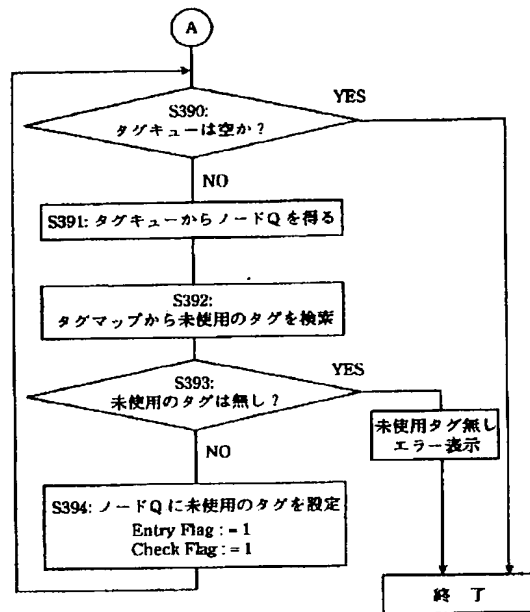 A
S390:
タグキューは空か?
YES
NO
S391: タグキューからノードQを得る
S392:
タグマップから未使用のタグを検索
S393:
未使用のタグは無し?
YES
NO
未使用タグ無し
エラー表示
S394: ノードQに未使用のタグを設定
Entry Flag : = 1
Check Flag : = 1
終 了